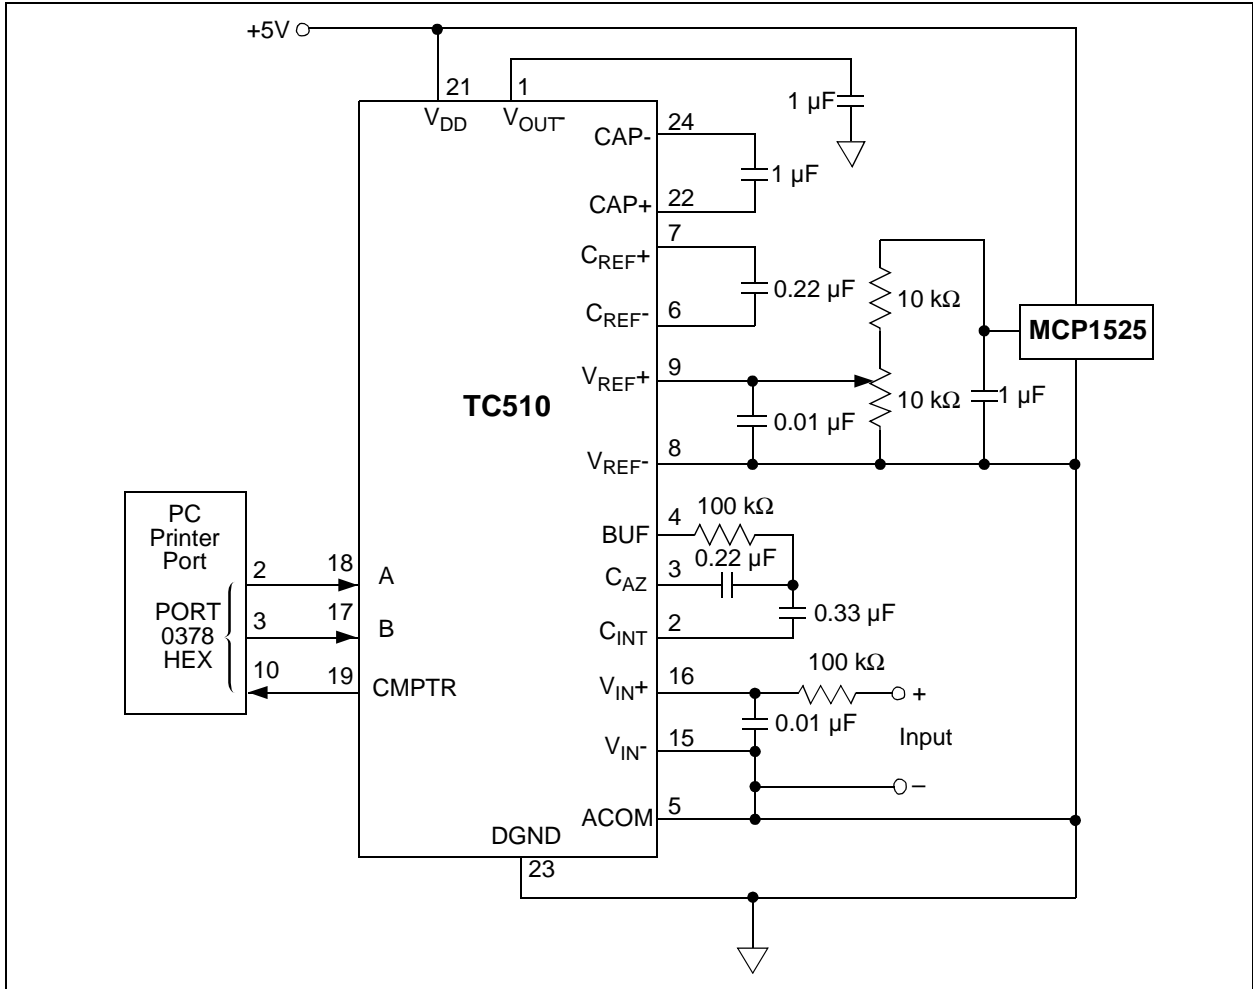 +5V
21
1
V_DD
V_OUT-
1 µF
CAP-
24
1 µF
CAP+
22
7
C_REF+
0.22 µF
C_REF-
6
10 kΩ
MCP1525
V_REF+
9
TC510
10 kΩ
1 µF
0.01 µF
V_REF-
8
PC
Printer
Port
100 kΩ
BUF
4
0.22 µF
2
18
A
C_AZ
3
PORT
0378
HEX
3
17
B
0.33 µF
C_INT
2
10
19
CMPTR
100 kΩ
V_IN+
16
+
0.01 µF
Input
V_IN-
15
–
ACOM
5
DGND
23